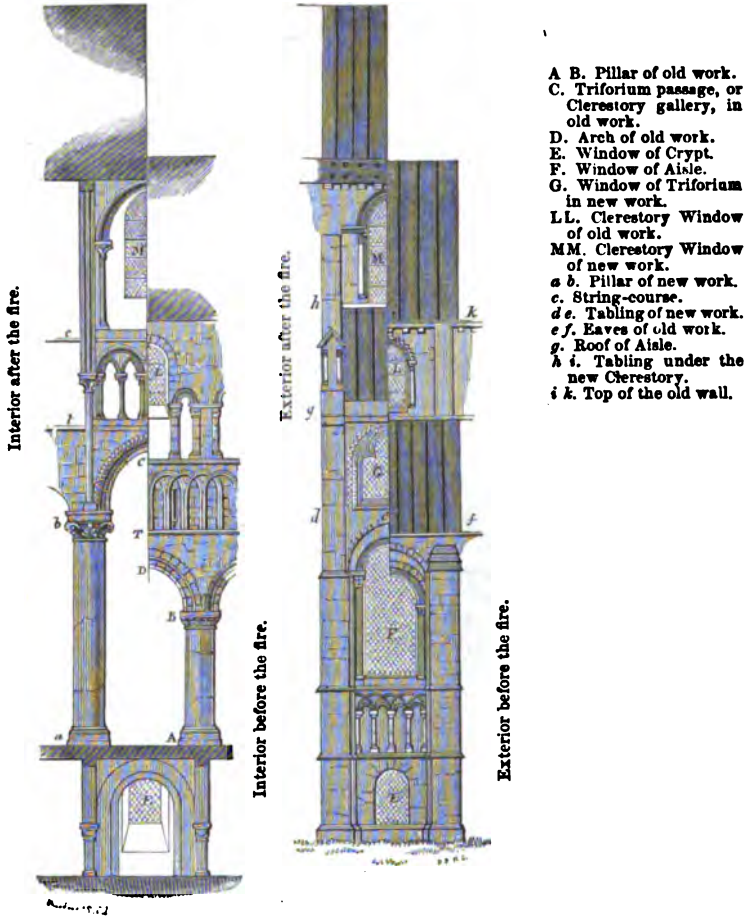 A B. Pillar of old work.
C. Triforium passage, or
Clerestory gallery, in
old work.
D. Arch of old work.
E. Window of Crypt.
F. Window of Aisle.
G. Window of Triforium
in new work.
LL. Clerestory Window
of old work.
MM. Clerestory Window
of new work.
a b. Pillar of new work.
c. String-course.
d e. Tabling of new work.
e f. Eaves of old work.
g. Roof of Aisle.
h i. Tabling under the
new Clerestory.
i k. Top of the old wall.
Interior after the fire.
Interior before the fire.
Exterior after the fire.
Exterior before the fire.
M
L
c
b
C
T
D
B
a
A
E
M
h
k
L
g
G
d
f
F
E